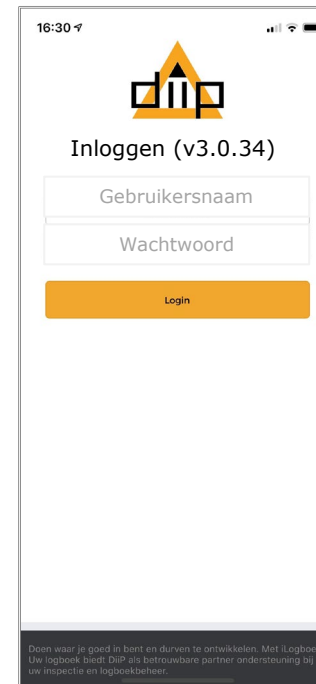 16:30
diip
Inloggen (v3.0.34)
Gebruikersnaam
Wachtwoord
Login
Doen waar je goed in bent en durven te ontwikkelen. Met iLogboe
Uw logboek biedt DiiP als betrouwbare partner ondersteuning bij
uw inspectie en logboekbeheer.